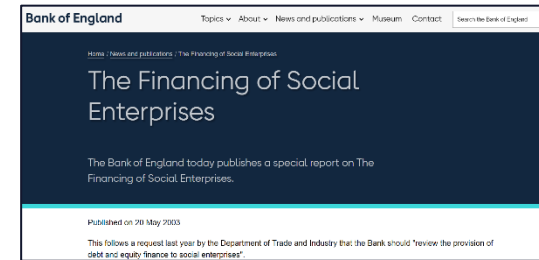 Bank of England
Topics About News and publications Museum Contact Search the Bank of England
Home / News and publications / The Financing of Social Enterprises
The Financing of Social
Enterprises
The Bank of England today publishes a special report on The
Financing of Social Enterprises.
Published on 20 May 2003
This follows a request last year by the Department of Trade and Industry that the Bank should "review the provision of
debt and equity finance to social enterprises".